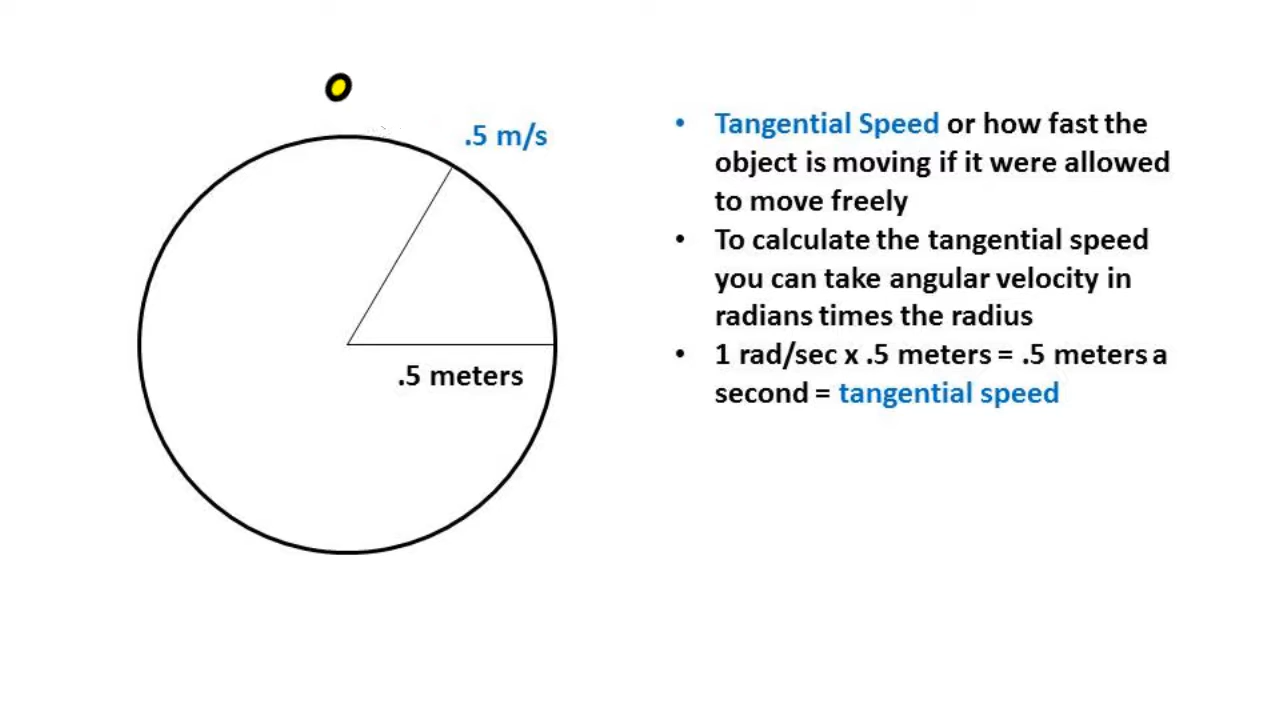 .5 m/s
.5 meters
• Tangential Speed or how fast the
object is moving if it were allowed
to move freely
• To calculate the tangential speed
you can take angular velocity in
radians times the radius
• 1 rad/sec x .5 meters = .5 meters a
second = tangential speed